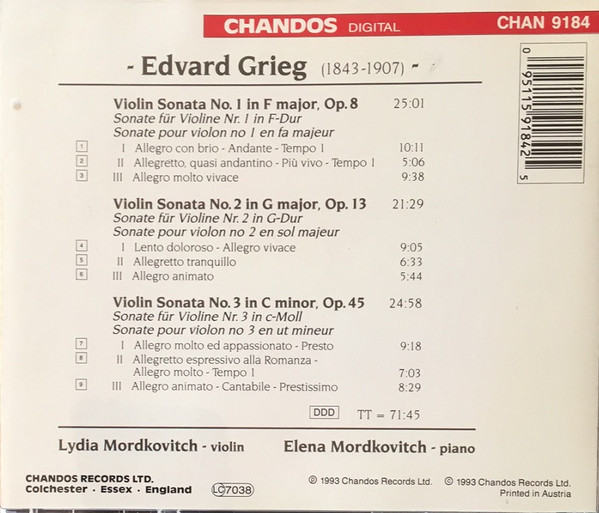 CHANDOS DIGITAL
CHAN 9184
- Edvard Grieg (1843-1907) -
0 95115 91842 5
Violin Sonata No. 1 in F major, Op. 8 25:01
Sonate für Violine Nr. 1 in F-Dur
Sonate pour violon no 1 en fa majeur
1 I Allegro con brio - Andante - Tempo 1 10:11
2 II Allegretto, quasi andantino - Più vivo - Tempo 1 5:06
3 III Allegro molto vivace 9:38
Violin Sonata No. 2 in G major, Op. 13 21:29
Sonate für Violine Nr. 2 in G-Dur
Sonate pour violon no 2 en sol majeur
4 I Lento doloroso - Allegro vivace 9:05
5 II Allegretto tranquillo 6:33
6 III Allegro animato 5:44
Violin Sonata No. 3 in C minor, Op. 45 24:58
Sonate für Violine Nr. 3 in c-Moll
Sonate pour violon no 3 en ut mineur
7 I Allegro molto ed appassionato - Presto 9:18
8 II Allegretto espressivo alla Romanza -
Allegro molto - Tempo 1 7:03
9 III Allegro animato - Cantabile - Prestissimo 8:29
DDD TT = 71:45
Lydia Mordkovitch - violin Elena Mordkovitch - piano
CHANDOS RECORDS LTD.
Colchester · Essex · England
LC7038
℗ 1993 Chandos Records Ltd. © 1993 Chandos Records Ltd.
Printed in Austria